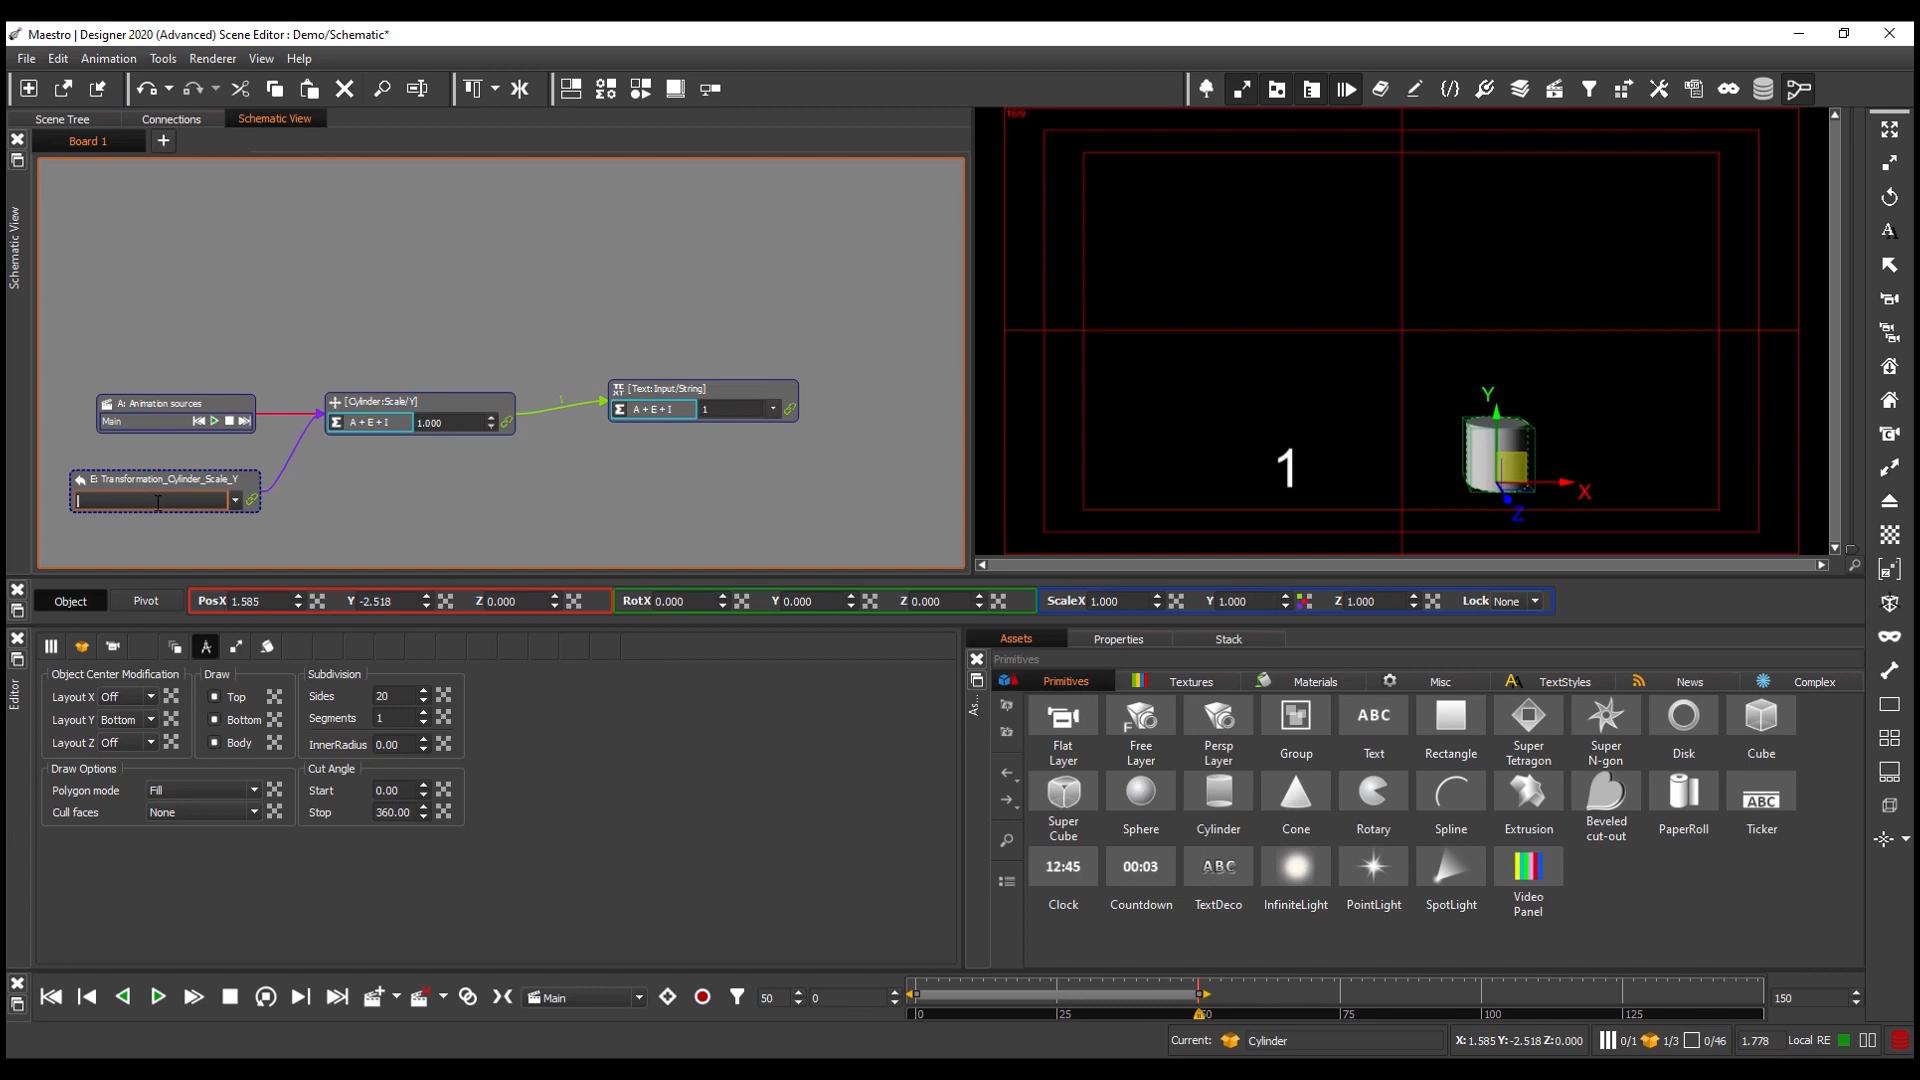 Maestro | Designer 2020 (Advanced) Scene Editor : Demo/Schematic*
File Edit Animation Tools Renderer View Help
Scene Tree Connections Schematic View
Board 1
Schematic View
A: Animation sources
Main
[Cylinder:Scale/Y]
A + E + I 1.000
1
[Text:Input/String]
A + E + I 1
E: Transformation_Cylinder_Scale_Y
16/9
1
Y
X
Z
Object Pivot PosX 1.585 Y -2.518 Z 0.000 RotX 0.000 Y 0.000 Z 0.000 ScaleX 1.000 Y 1.000 Z 1.000 Lock None
Editor
Object Center Modification Draw Subdivision
Layout X Off Top Sides 20
Layout Y Bottom Bottom Segments 1
Layout Z Off Body InnerRadius 0.00
Draw Options Cut Angle
Polygon mode Fill Start 0.00
Cull faces None Stop 360.00
Assets Properties Stack
Primitives
As...
Primitives Textures Materials Misc TextStyles News Complex
ABC
Flat Layer Free Layer Persp Layer Group Text Rectangle Super Tetragon Super N-gon Disk Cube
ABC
Super Cube Sphere Cylinder Cone Rotary Spline Extrusion Beveled cut-out PaperRoll Ticker
12:45 00:03 ABC
Clock Countdown TextDeco InfiniteLight PointLight SpotLight Video Panel
Main 50 0 150
0 25 50 75 100 125
Current: Cylinder X: 1.585 Y: -2.518 Z: 0.000 0/1 1/3 0/46 1.778 Local RE